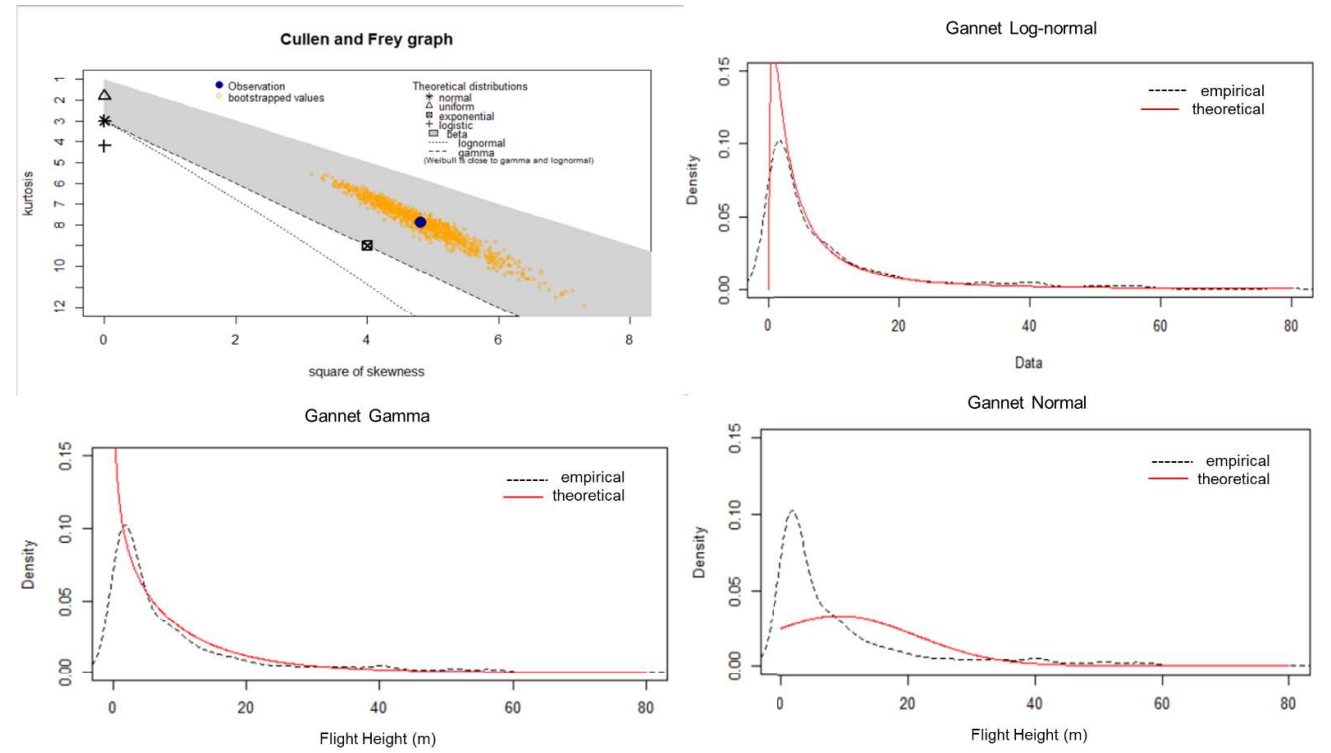 Cullen and Frey graph
kurtosis
1
2
3
4
5
6
7
8
10
12
Observation
bootstrapped values
Theoretical distributions
normal
uniform
exponential
logistic
beta
lognormal
gamma
(Weibull is close to gamma and lognormal)
0 2 4 6 8
square of skewness
Gannet Log-normal
Density
0.15
0.10
0.05
0.00
empirical
theoretical
0 20 40 60 80
Data
Gannet Gamma
Density
0.15
0.10
0.05
0.00
empirical
theoretical
0 20 40 60 80
Flight Height (m)
Gannet Normal
Density
0.15
0.10
0.05
0.00
empirical
theoretical
0 20 40 60 80
Flight Height (m)